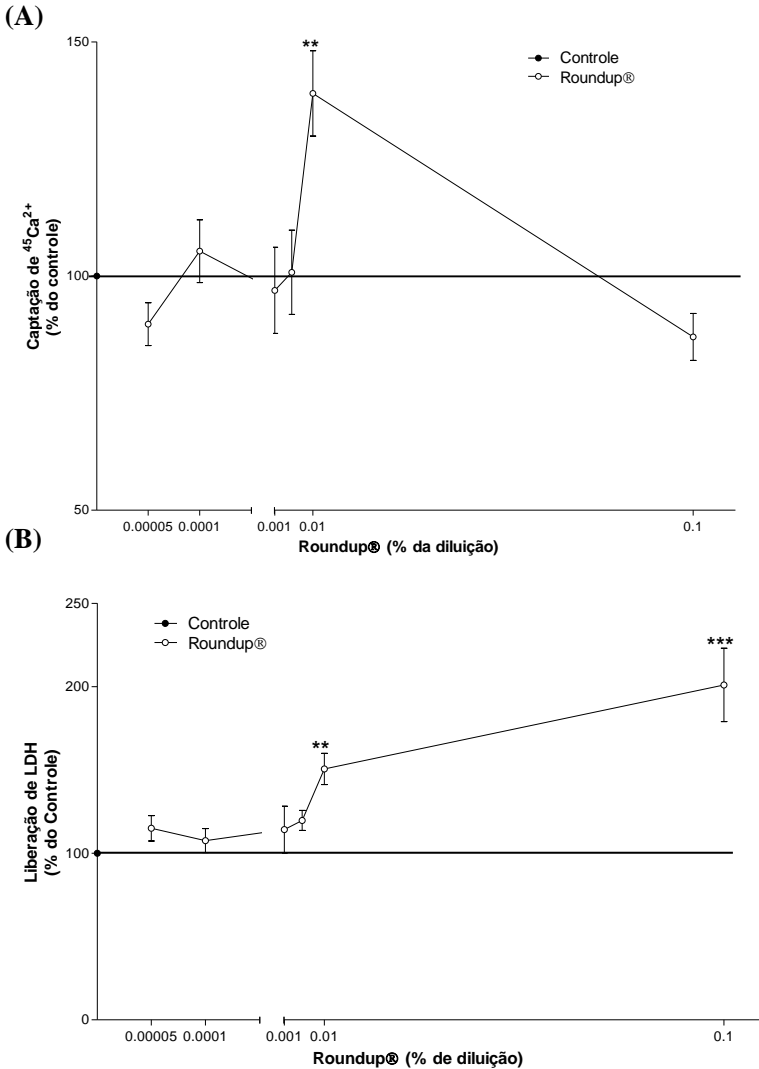 (A)
150
**
Controle
Roundup®
Captação de ⁴⁵Ca²⁺
(% do controle)
100
50
0.00005 0.0001 0.001 0.01 0.1
Roundup® (% da diluição)
(B)
250
Controle
Roundup®
***
200
**
Liberação de LDH
(% do Controle)
100
0
0.00005 0.0001 0.001 0.01 0.1
Roundup® (% de diluição)